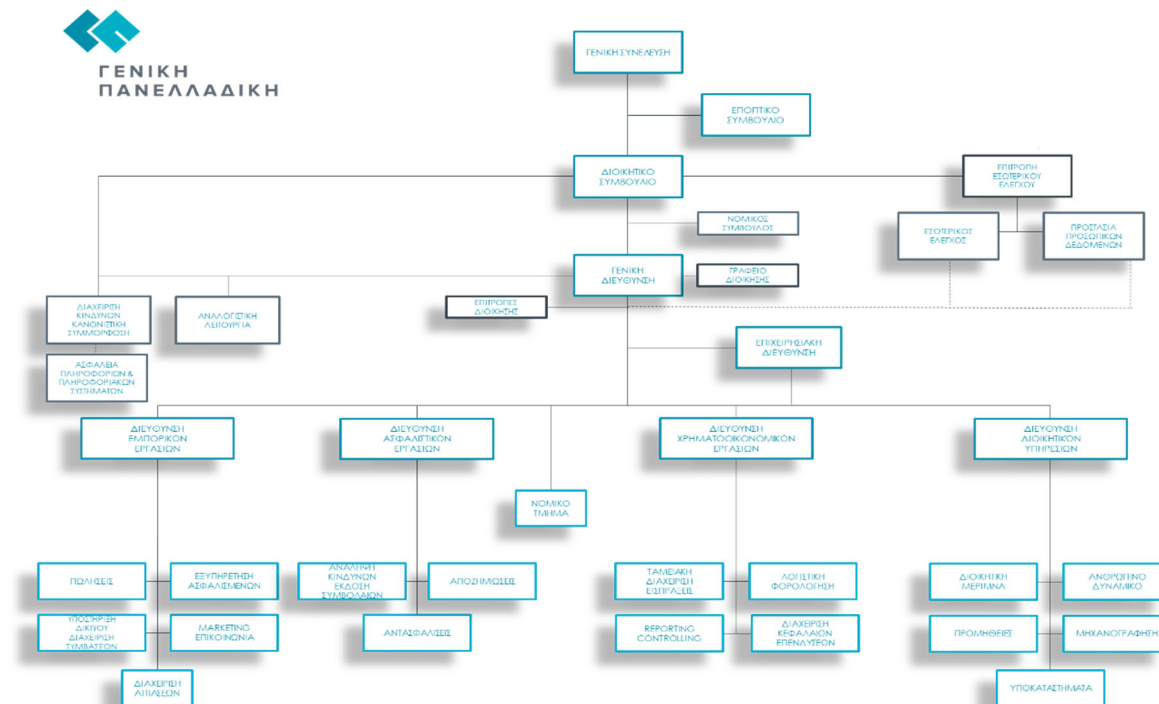 ΓΕΝΙΚΗ
ΠΑΝΕΛΛΑΔΙΚΗ
ΓΕΝΙΚΗ ΣΥΝΕΛΕΥΣΗ
ΕΠΟΠΤΙΚΟ
ΣΥΜΒΟΥΛΙΟ
ΔΙΟΙΚΗΤΙΚΟ
ΣΥΜΒΟΥΛΙΟ
ΕΠΙΤΡΟΠΗ
ΕΣΩΤΕΡΙΚΟΥ
ΕΛΕΓΧΟΥ
ΝΟΜΙΚΟΣ
ΣΥΜΒΟΥΛΟΣ
ΕΣΩΤΕΡΙΚΟΣ
ΕΛΕΓΧΟΣ
ΠΡΟΣΤΑΣΙΑ
ΠΡΟΣΩΠΙΚΩΝ
ΔΕΔΟΜΕΝΩΝ
ΓΕΝΙΚΗ
ΔΙΕΥΘΥΝΣΗ
ΓΡΑΦΕΙΟ
ΔΙΟΙΚΗΣΗΣ
ΕΠΙΤΡΟΠΕΣ
ΔΙΟΙΚΗΣΗΣ
ΔΙΑΧΕΙΡΙΣΗ
ΚΙΝΔΥΝΩΝ
ΚΑΝΟΝΙΣΤΙΚΗ
ΣΥΜΜΟΡΦΩΣΗ
ΑΝΑΛΟΓΙΣΤΙΚΗ
ΛΕΙΤΟΥΡΓΙΑ
ΕΠΙΧΕΙΡΗΣΙΑΚΗ
ΔΙΕΥΘΥΝΣΗ
ΑΣΦΑΛΕΙΑ
ΠΛΗΡΟΦΟΡΙΩΝ &
ΠΛΗΡΟΦΟΡΙΑΚΩΝ
ΣΥΣΤΗΜΑΤΩΝ
ΔΙΕΥΘΥΝΣΗ
ΕΜΠΟΡΙΚΩΝ
ΕΡΓΑΣΙΩΝ
ΔΙΕΥΘΥΝΣΗ
ΑΣΦΑΛΙΣΤΙΚΩΝ
ΕΡΓΑΣΙΩΝ
ΔΙΕΥΘΥΝΣΗ
ΧΡΗΜΑΤΟΟΙΚΟΝΟΜΙΚΩΝ
ΕΡΓΑΣΙΩΝ
ΔΙΕΥΘΥΝΣΗ
ΔΙΟΙΚΗΤΙΚΩΝ
ΥΠΗΡΕΣΙΩΝ
ΝΟΜΙΚΟ
ΤΜΗΜΑ
ΠΩΛΗΣΕΙΣ
ΕΞΥΠΗΡΕΤΗΣΗ
ΑΣΦΑΛΙΣΜΕΝΩΝ
ΑΝΑΛΗΨΗ
ΚΙΝΔΥΝΩΝ
ΕΚΔΟΣΗ
ΣΥΜΒΟΛΑΙΩΝ
ΑΠΟΖΗΜΙΩΣΕΙΣ
ΤΑΜΕΙΑΚΗ
ΔΙΑΧΕΙΡΙΣΗ
ΕΙΣΠΡΑΞΕΙΣ
ΛΟΓΙΣΤΙΚΗ
ΦΟΡΟΛΟΓΗΣΗ
ΔΙΟΙΚΗΤΙΚΗ
ΜΕΡΙΜΝΑ
ΑΝΘΡΩΠΙΝΟ
ΔΥΝΑΜΙΚΟ
ΥΠΟΣΤΗΡΙΞΗ
ΔΙΚΤΥΟΥ
ΔΙΑΧΕΙΡΙΣΗ
ΣΥΜΒΑΣΕΩΝ
MARKETING
ΕΠΙΚΟΙΝΩΝΙΑ
ΑΝΤΑΣΦΑΛΙΣΕΙΣ
REPORTING
CONTROLLING
ΔΙΑΧΕΙΡΙΣΗ
ΚΕΦΑΛΑΙΩΝ
ΕΠΕΝΔΥΣΕΩΝ
ΠΡΟΜΗΘΕΙΕΣ
ΜΗΧΑΝΟΓΡΑΦΗΣΗ
ΔΙΑΧΕΙΡΙΣΗ
ΑΙΤΙΑΣΕΩΝ
ΥΠΟΚΑΤΑΣΤΗΜΑΤΑ